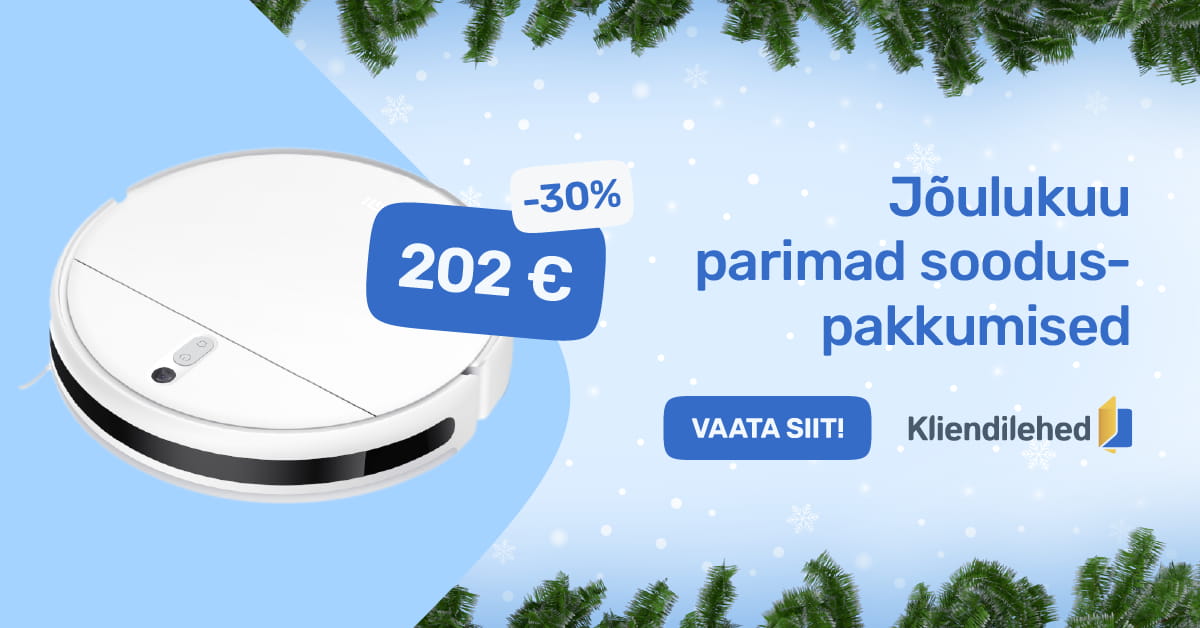 -30%
202 €
Jõulukuu
parimad soodus-
pakkumised
VAATA SIIT!
Kliendilehed